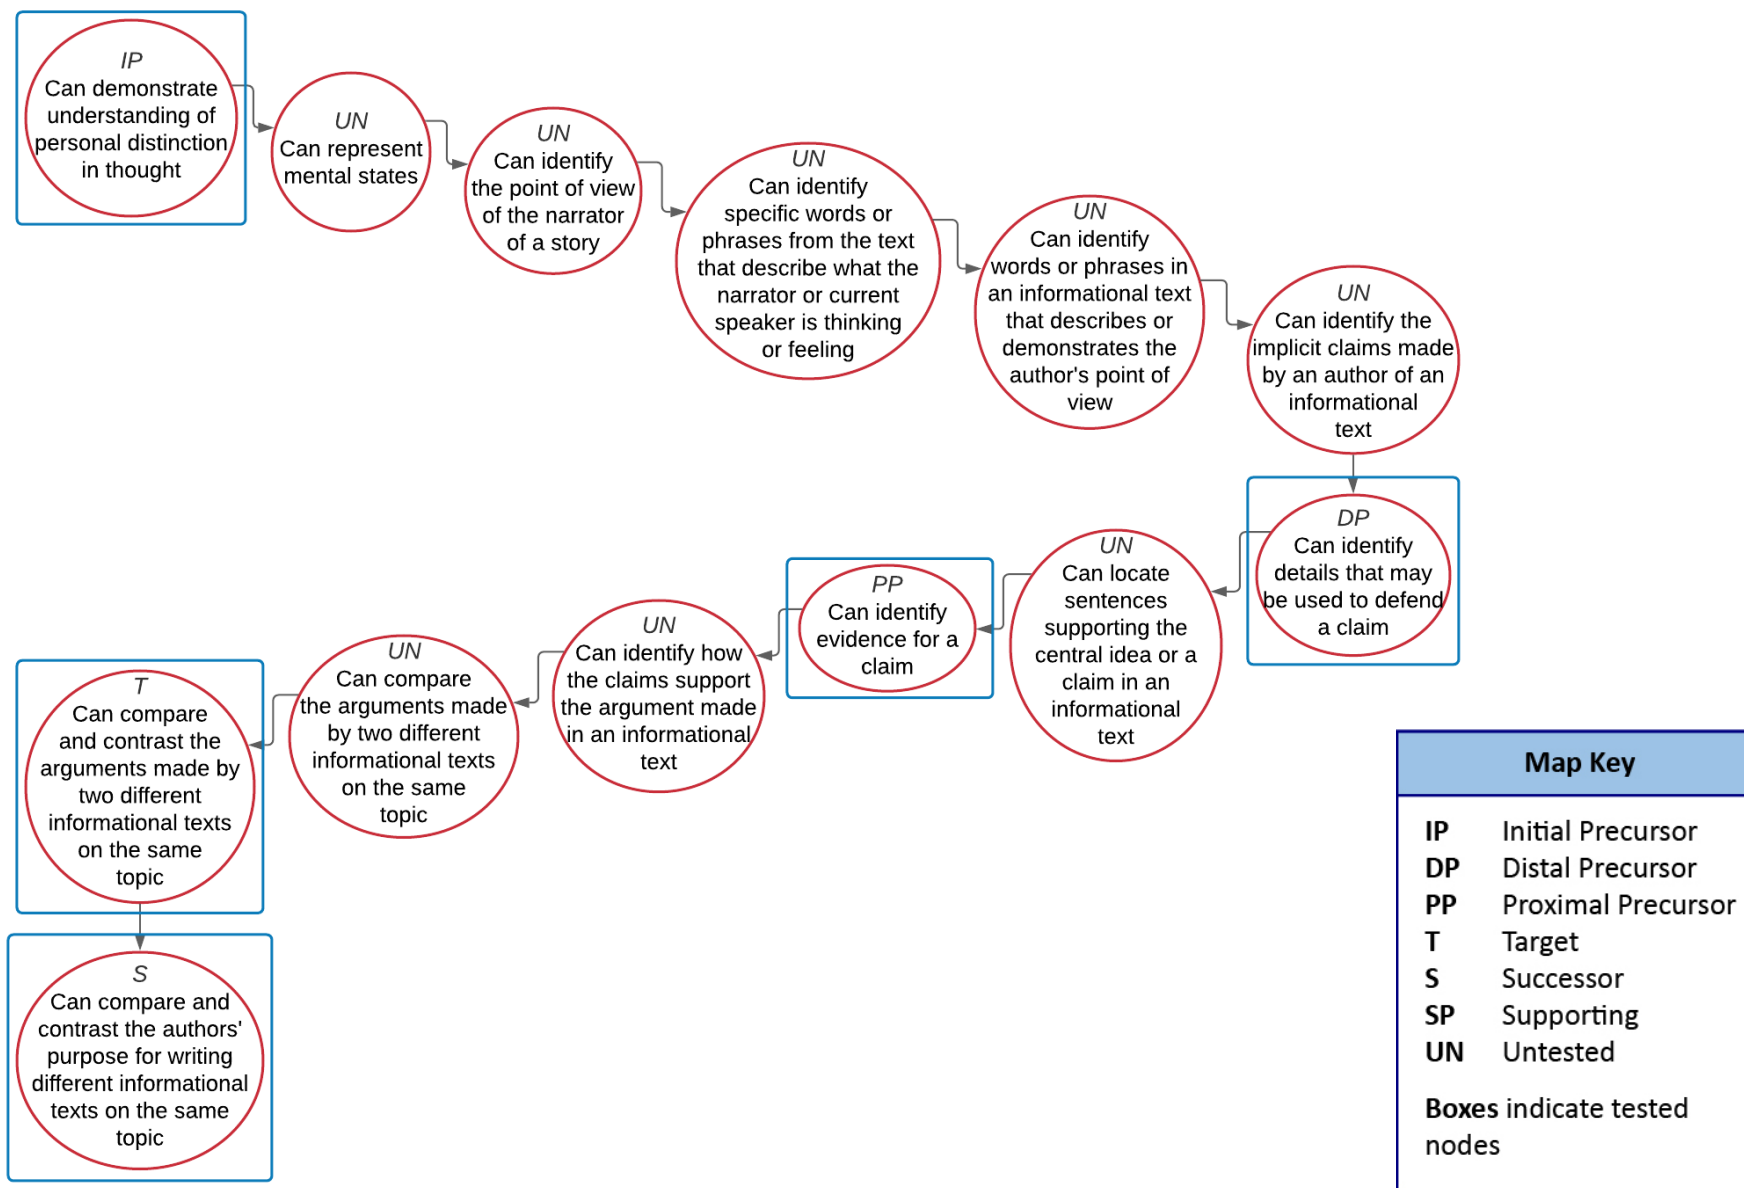 IP
Can demonstrate
understanding of
personal distinction
in thought
UN
Can represent
mental states
UN
Can identify
the point of view
of the narrator
of a story
UN
Can identify
specific words or
phrases from the text
that describe what the
narrator or current
speaker is thinking
or feeling
UN
Can identify
words or phrases in
an informational text
that describes or
demonstrates the
author's point of
view
UN
Can identify the
implicit claims made
by an author of an
informational
text
DP
Can identify
details that may
be used to defend
a claim
UN
Can locate
sentences
supporting the
central idea or a
claim in an
informational
text
PP
Can identify
evidence for a
claim
UN
Can identify how
the claims support
the argument made
in an informational
text
UN
Can compare
the arguments made
by two different
informational texts
on the same
topic
T
Can compare
and contrast the
arguments made by
two different
informational texts
on the same
topic
S
Can compare and
contrast the authors'
purpose for writing
different informational
texts on the same
topic
Map Key
IP Initial Precursor
DP Distal Precursor
PP Proximal Precursor
T Target
S Successor
SP Supporting
UN Untested
Boxes indicate tested
nodes